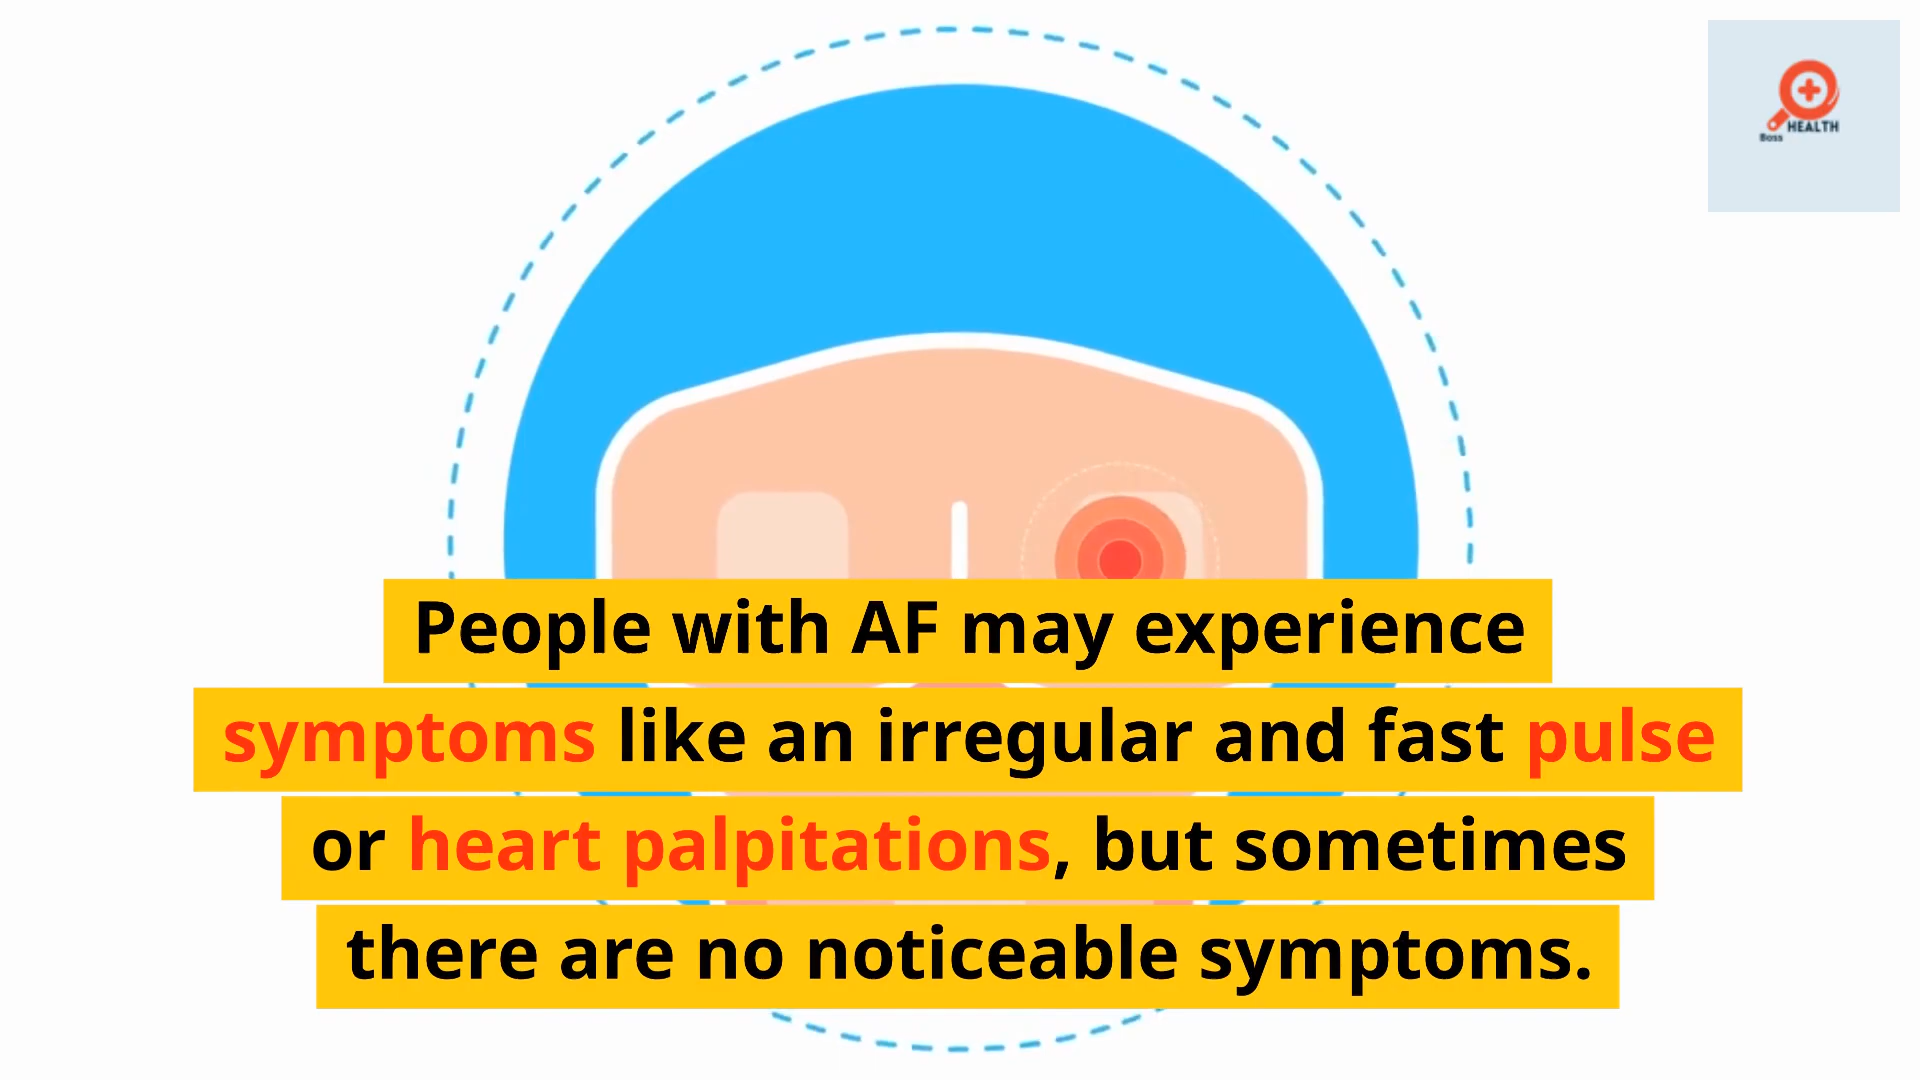 Boss HEALTH
People with AF may experience
symptoms like an irregular and fast pulse
or heart palpitations, but sometimes
there are no noticeable symptoms.